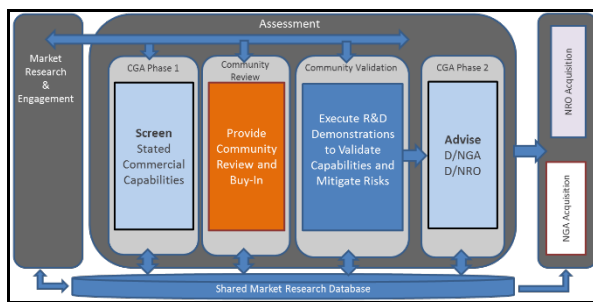 Assessment
Market
Research
&
Engagement
CGA Phase 1
Screen
Stated
Commercial
Capabilities
Community
Review
Provide
Community
Review and
Buy-In
Community Validation
Execute R&D
Demonstrations
to Validate
Capabilities and
Mitigate Risks
CGA Phase 2
Advise
D/NGA
D/NRO
NRO Acquisition
NGA Acquisition
Shared Market Research Database